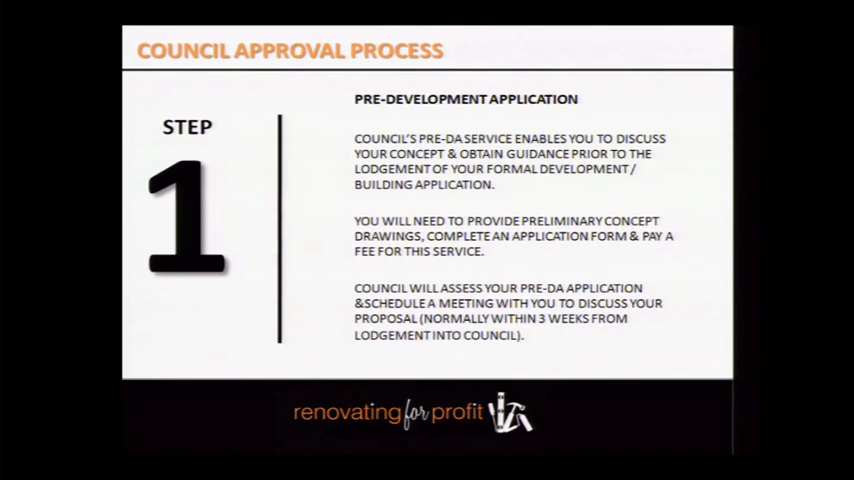 COUNCIL APPROVAL PROCESS
STEP
1
PRE-DEVELOPMENT APPLICATION
COUNCIL'S PRE-DA SERVICE ENABLES YOU TO DISCUSS
YOUR CONCEPT & OBTAIN GUIDANCE PRIOR TO THE
LODGEMENT OF YOUR FORMAL DEVELOPMENT /
BUILDING APPLICATION.
YOU WILL NEED TO PROVIDE PRELIMINARY CONCEPT
DRAWINGS, COMPLETE AN APPLICATION FORM & PAY A
FEE FOR THIS SERVICE.
COUNCIL WILL ASSESS YOUR PRE-DA APPLICATION
&SCHEDULE A MEETING WITH YOU TO DISCUSS YOUR
PROPOSAL (NORMALLY WITHIN 3 WEEKS FROM
LODGEMENT INTO COUNCIL).
renovating for profit